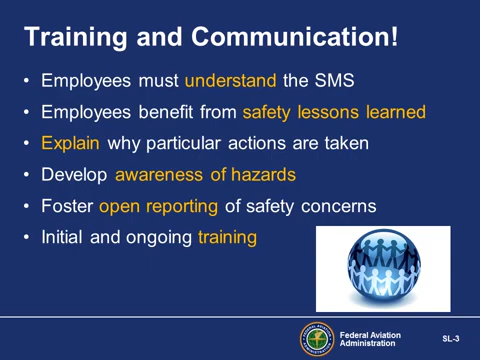 Training and Communication!
• Employees must understand the SMS
• Employees benefit from safety lessons learned
• Explain why particular actions are taken
• Develop awareness of hazards
• Foster open reporting of safety concerns
• Initial and ongoing training
Federal Aviation
Administration
SL-3